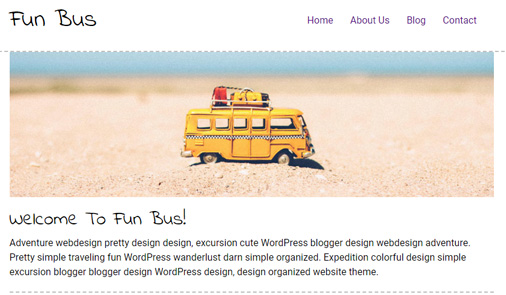 Fun Bus
Home About Us Blog Contact
Welcome To Fun Bus!
Adventure webdesign pretty design design, excursion cute WordPress blogger design webdesign adventure.
Pretty simple traveling fun WordPress wanderlust darn simple organized. Expedition colorful design simple
excursion blogger blogger design WordPress design, design organized website theme.